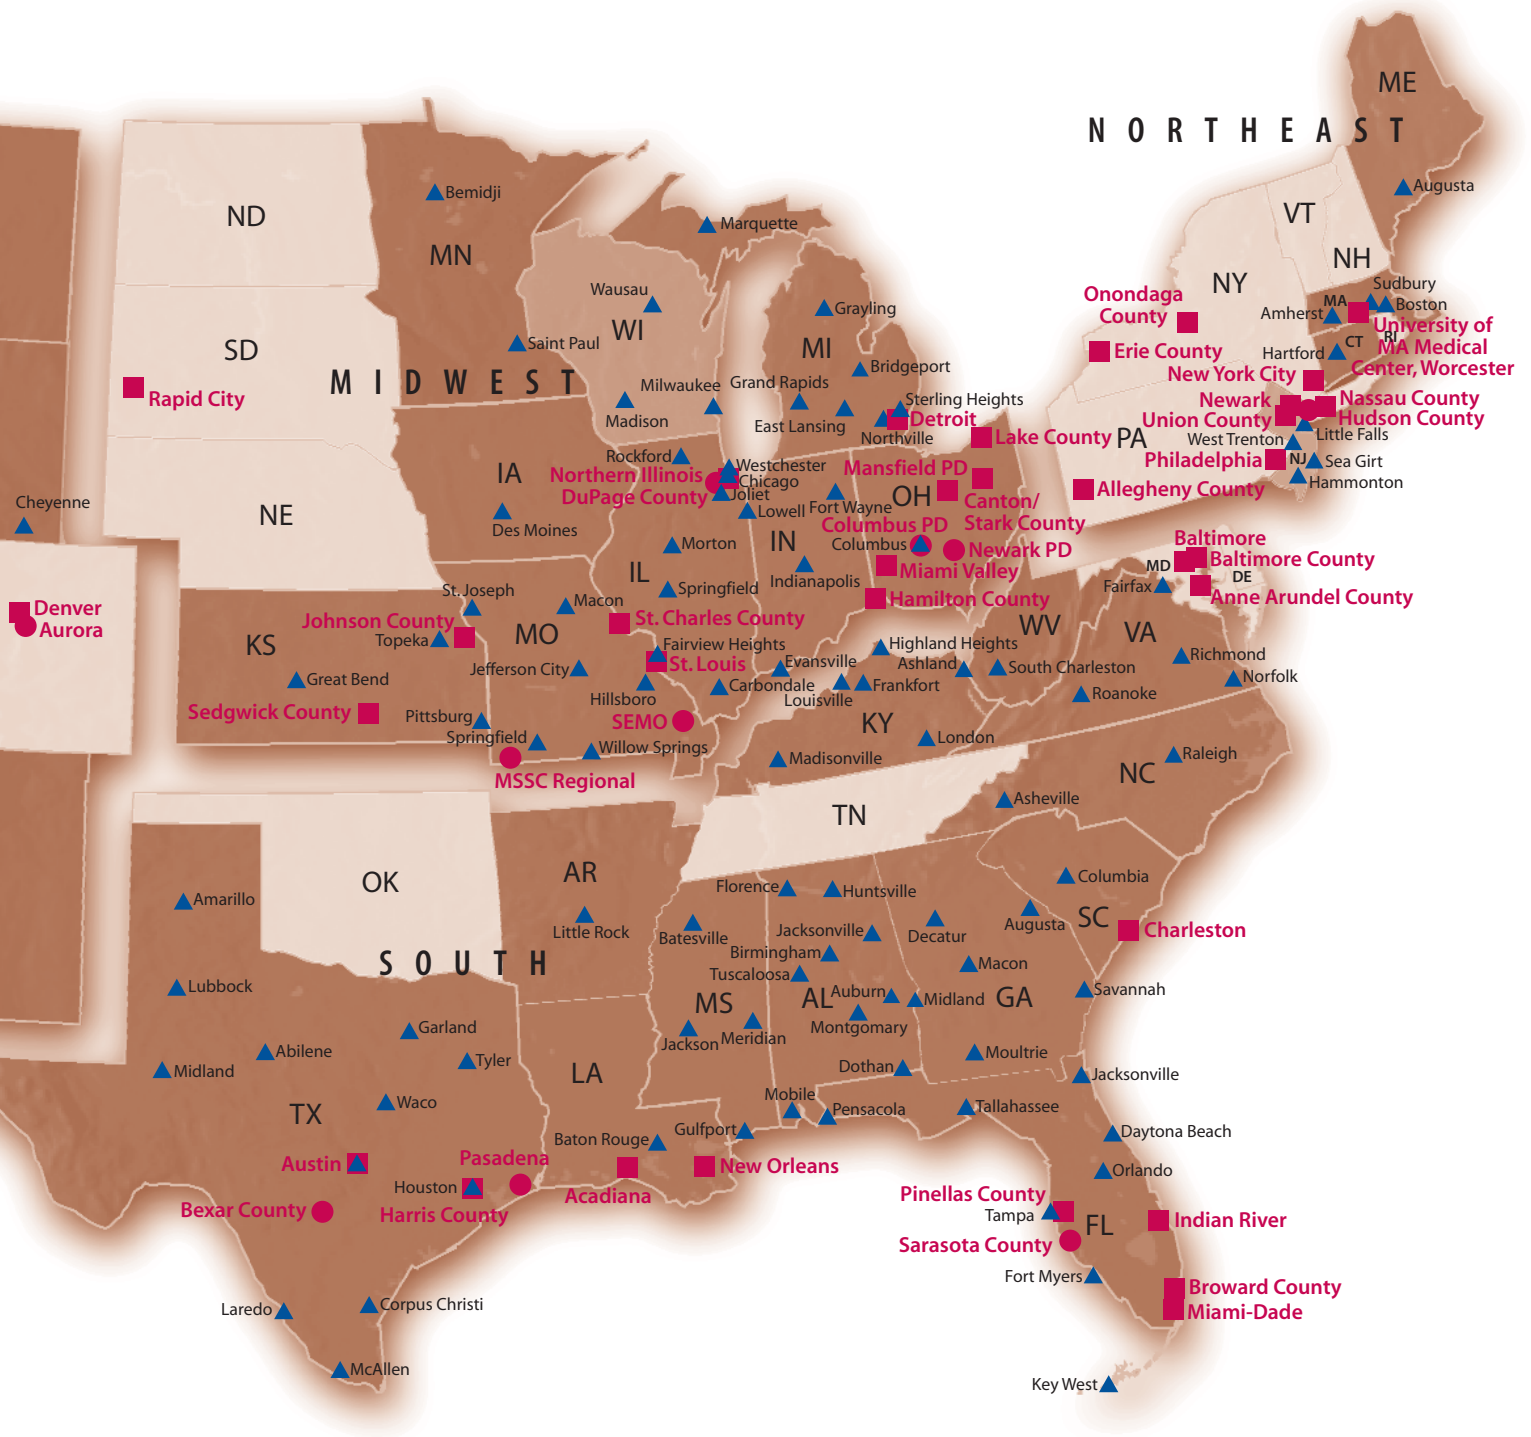 ME
NORTHEAST
Augusta
VT
NH
NY
Sudbury
MA
Boston
Amherst
Onondaga
County
University of
MA Medical
Center, Worcester
RI
CT
Hartford
Erie County
New York City
Newark
Nassau County
Union County
Hudson County
Little Falls
West Trenton
PA
Philadelphia
NJ
Sea Girt
Hammonton
Allegheny County
Baltimore
Baltimore County
MD
DE
Fairfax
Anne Arundel County
ND
Bemidji
MN
Marquette
SD
Rapid City
MIDWEST
Saint Paul
Wausau
WI
Milwaukee
Madison
Grayling
MI
Bridgeport
Grand Rapids
Sterling Heights
East Lansing
Detroit
Northville
Lake County
Mansfield PD
OH
Canton/
Stark County
Columbus PD
Columbus
Newark PD
Miami Valley
Hamilton County
Rockford
Westchester
Northern Illinois
Chicago
DuPage County
Joliet
Lowell
Fort Wayne
IN
Indianapolis
Morton
IL
Springfield
IA
Des Moines
NE
Cheyenne
Denver
Aurora
St. Joseph
Macon
Johnson County
Topeka
MO
St. Charles County
KS
Great Bend
Jefferson City
Fairview Heights
St. Louis
Hillsboro
Evansville
Carbondale
Sedgwick County
Pittsburg
SEMO
Springfield
Willow Springs
MSSC Regional
Highland Heights
Ashland
Louisville
Frankfort
KY
London
Madisonville
WV
South Charleston
VA
Richmond
Norfolk
Roanoke
NC
Raleigh
Asheville
TN
OK
AR
Little Rock
SOUTH
Amarillo
Lubbock
Garland
Abilene
Midland
Tyler
TX
Waco
Austin
Pasadena
Houston
Harris County
Bexar County
Laredo
Corpus Christi
McAllen
LA
Baton Rouge
Acadiana
New Orleans
Gulfport
Batesville
MS
Jackson
Meridian
Florence
Huntsville
Jacksonville
Birmingham
Tuscaloosa
AL
Auburn
Montgomary
Dothan
Mobile
Decatur
Augusta
Macon
Midland
GA
Savannah
Moultrie
SC
Columbia
Charleston
Jacksonville
Pensacola
Tallahassee
Daytona Beach
Orlando
Pinellas County
Tampa
FL
Indian River
Sarasota County
Fort Myers
Broward County
Miami-Dade
Key West